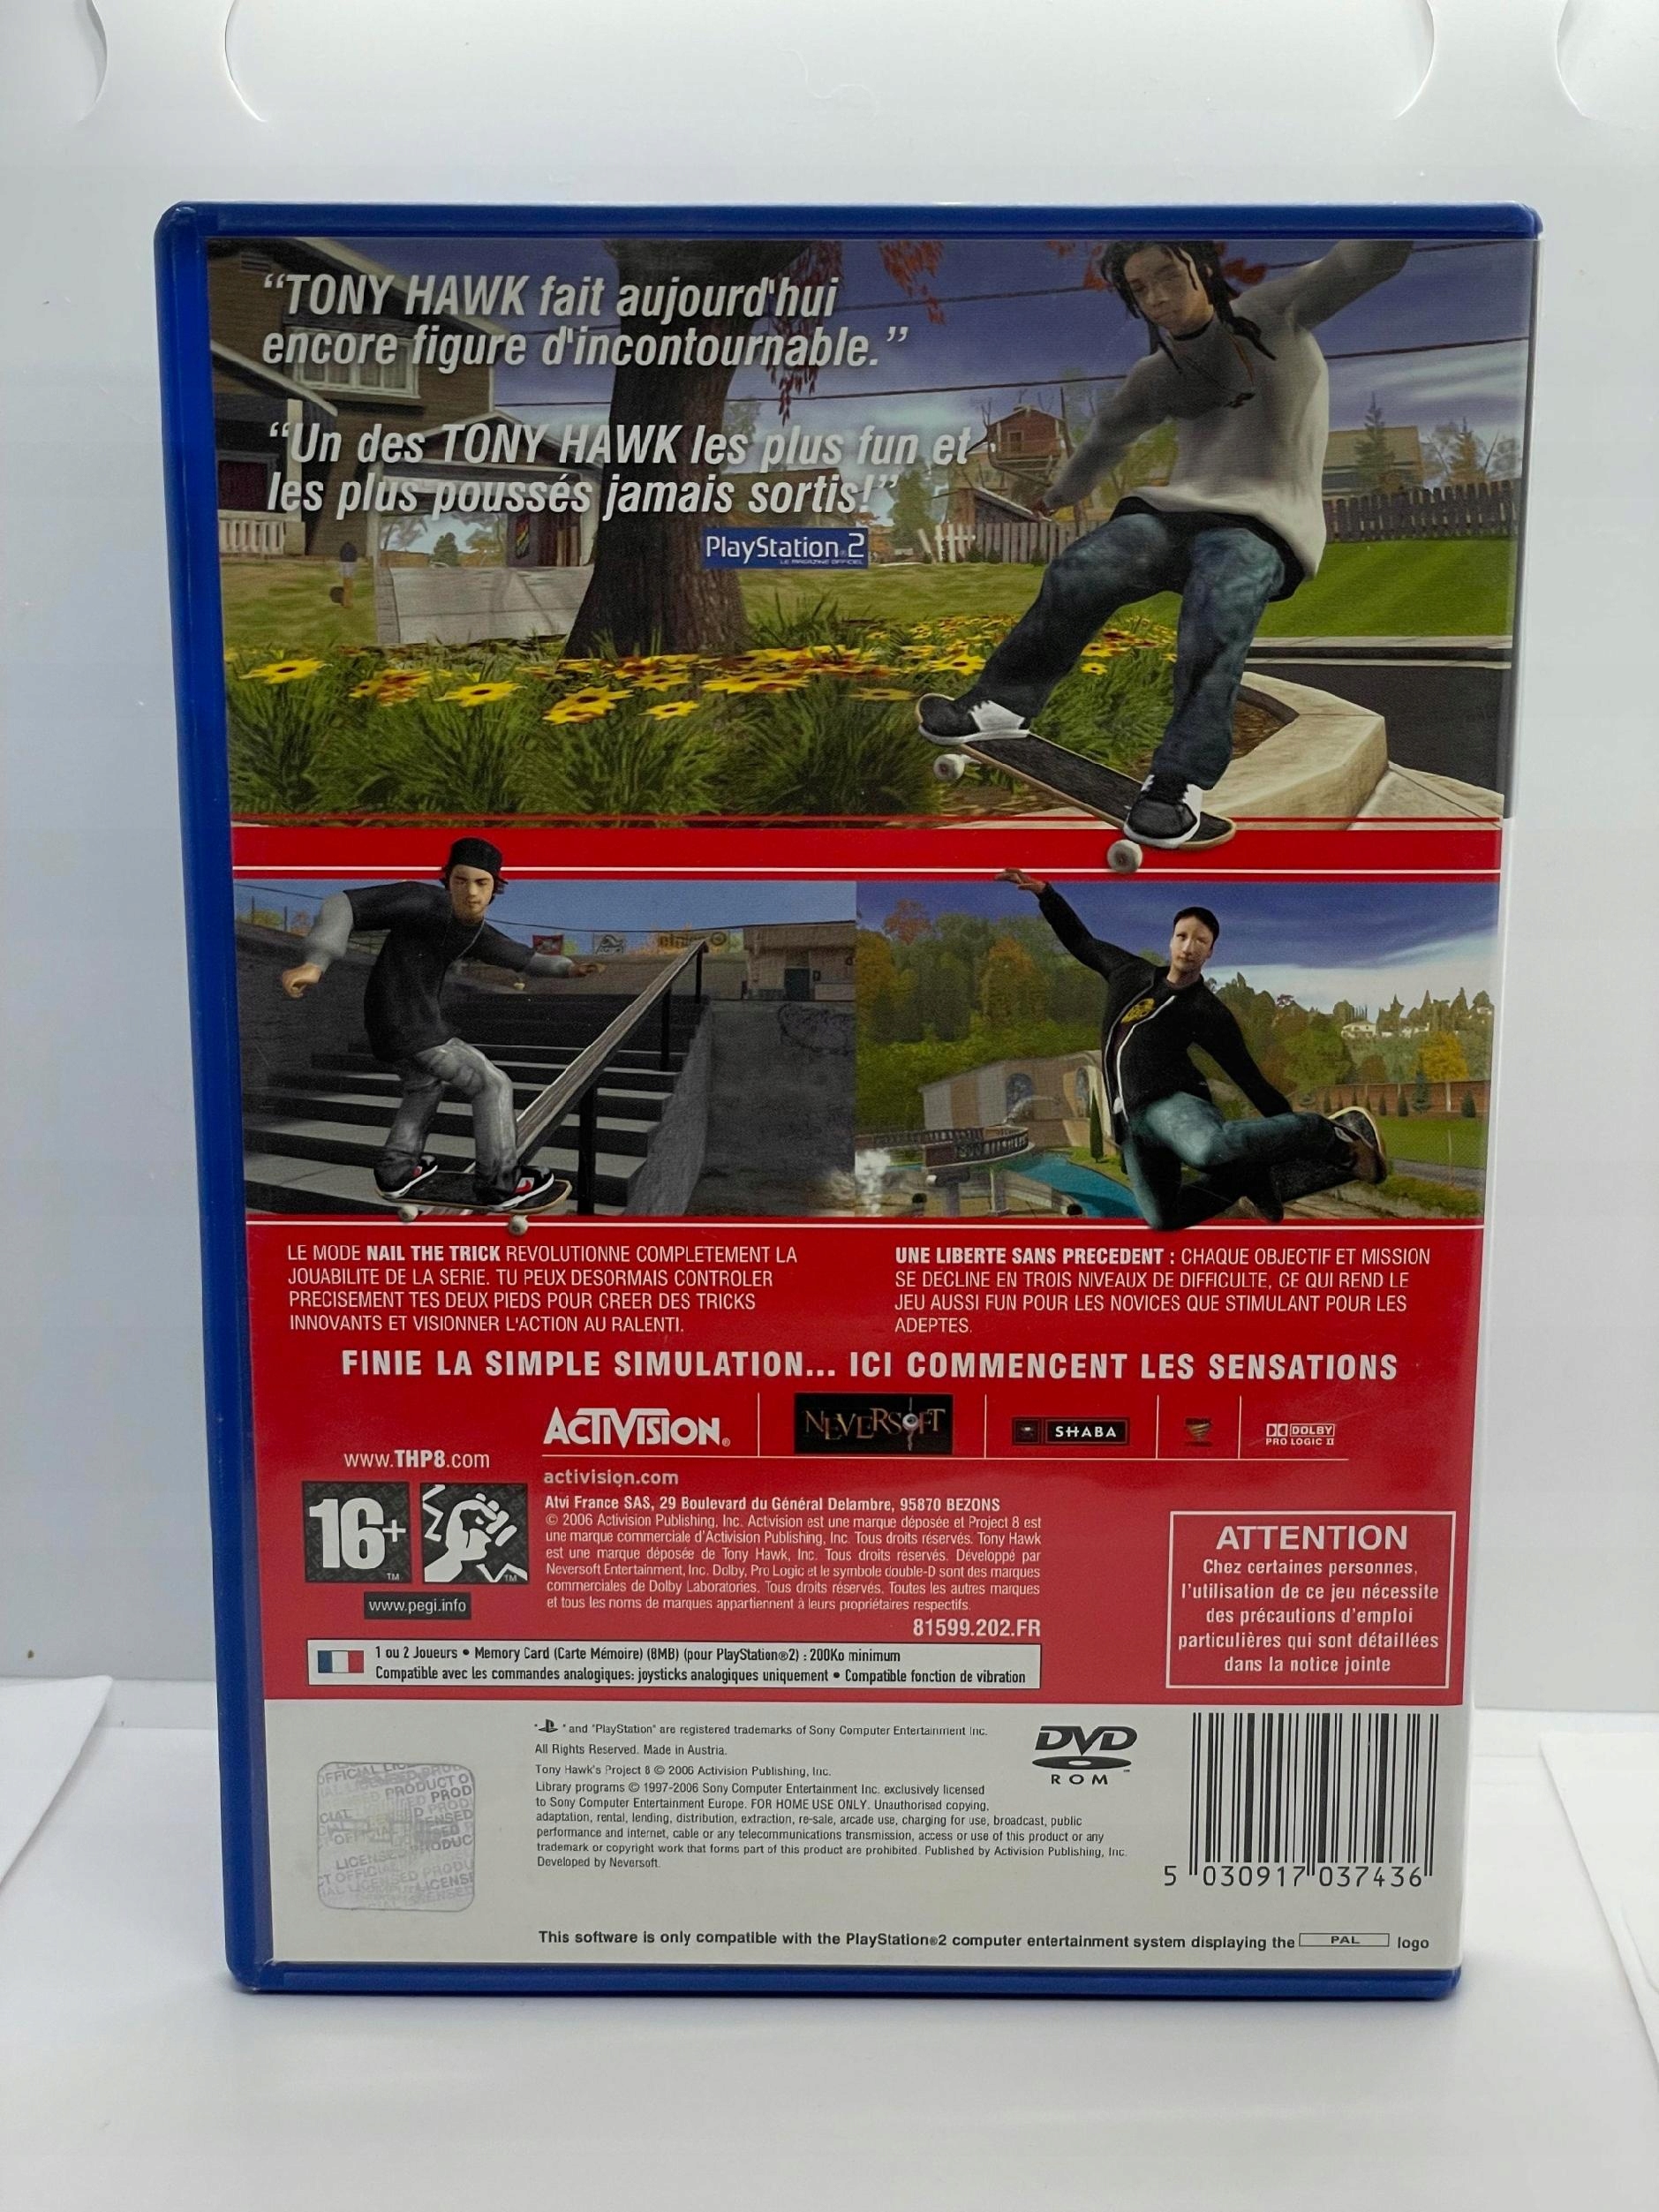 “TONY HAWK fait aujourd'hui
encore figure d'incontournable.”
“Un des TONY HAWK les plus fun et
les plus poussés jamais sortis!”
PlayStation®2
LE MAGAZINE OFFICIEL
LE MODE NAIL THE TRICK REVOLUTIONNE COMPLETEMENT LA
JOUABILITE DE LA SERIE. TU PEUX DESORMAIS CONTROLER
PRECISEMENT TES DEUX PIEDS POUR CREER DES TRICKS
INNOVANTS ET VISIONNER L'ACTION AU RALENTI.
UNE LIBERTE SANS PRECEDENT : CHAQUE OBJECTIF ET MISSION
SE DECLINE EN TROIS NIVEAUX DE DIFFICULTE, CE QUI REND LE
JEU AUSSI FUN POUR LES NOVICES QUE STIMULANT POUR LES
ADEPTES.
FINIE LA SIMPLE SIMULATION... ICI COMMENCENT LES SENSATIONS
ACTIVISION®
NEVERSOFT
SHABA
DOLBY
PRO LOGIC II
www.THP8.com
activision.com
16+
TM
TM
www.pegi.info
Atvi France SAS, 29 Boulevard du Général Delambre, 95870 BEZONS
© 2006 Activision Publishing, Inc. Activision est une marque déposée et Project 8 est
une marque commerciale d'Activision Publishing, Inc. Tous droits réservés. Tony Hawk
est une marque déposée de Tony Hawk, Inc. Tous droits réservés. Développé par
Neversoft Entertainment, Inc. Dolby, Pro Logic et le symbole double-D sont des marques
commerciales de Dolby Laboratories. Tous droits réservés. Toutes les autres marques
et tous les noms de marques appartiennent à leurs propriétaires respectifs.
81599.202.FR
ATTENTION
Chez certaines personnes,
l'utilisation de ce jeu nécessite
des précautions d'emploi
particulières qui sont détaillées
dans la notice jointe
1 ou 2 Joueurs • Memory Card (Carte Mémoire) (8MB) (pour PlayStation®2) : 200Ko minimum
Compatible avec les commandes analogiques: joysticks analogiques uniquement • Compatible fonction de vibration
" " and "PlayStation" are registered trademarks of Sony Computer Entertainment Inc.
All Rights Reserved. Made in Austria.
Tony Hawk's Project 8 © 2006 Activision Publishing, Inc.
Library programs © 1997-2006 Sony Computer Entertainment Inc. exclusively licensed
to Sony Computer Entertainment Europe. FOR HOME USE ONLY. Unauthorised copying,
adaptation, rental, lending, distribution, extraction, re-sale, arcade use, charging for use, broadcast, public
performance and internet, cable or any telecommunications transmission, access or use of this product or any
trademark or copyright work that forms part of this product are prohibited. Published by Activision Publishing, Inc.
Developed by Neversoft.
DVD
ROM
5 030917 037436
This software is only compatible with the PlayStation®2 computer entertainment system displaying the PAL logo